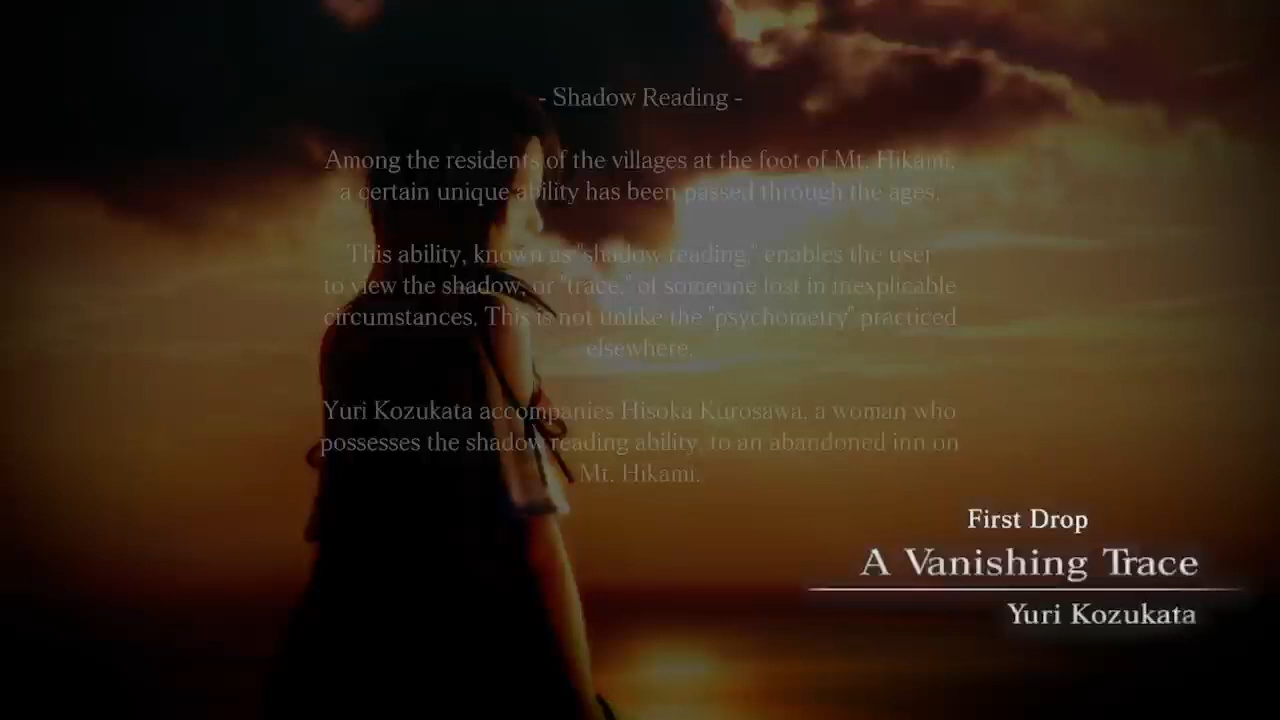 - Shadow Reading -
Among the residents of the villages at the foot of Mt. Hikami,
a certain unique ability has been passed through the ages.
This ability, known as "shadow reading," enables the user
to view the shadow, or "trace," of someone lost in inexplicable
circumstances. This is not unlike the "psychometry" practiced
elsewhere.
Yuri Kozukata accompanies Hisoka Kurosawa, a woman who
possesses the shadow reading ability, to an abandoned inn on
Mt. Hikami.
First Drop
A Vanishing Trace
Yuri Kozukata